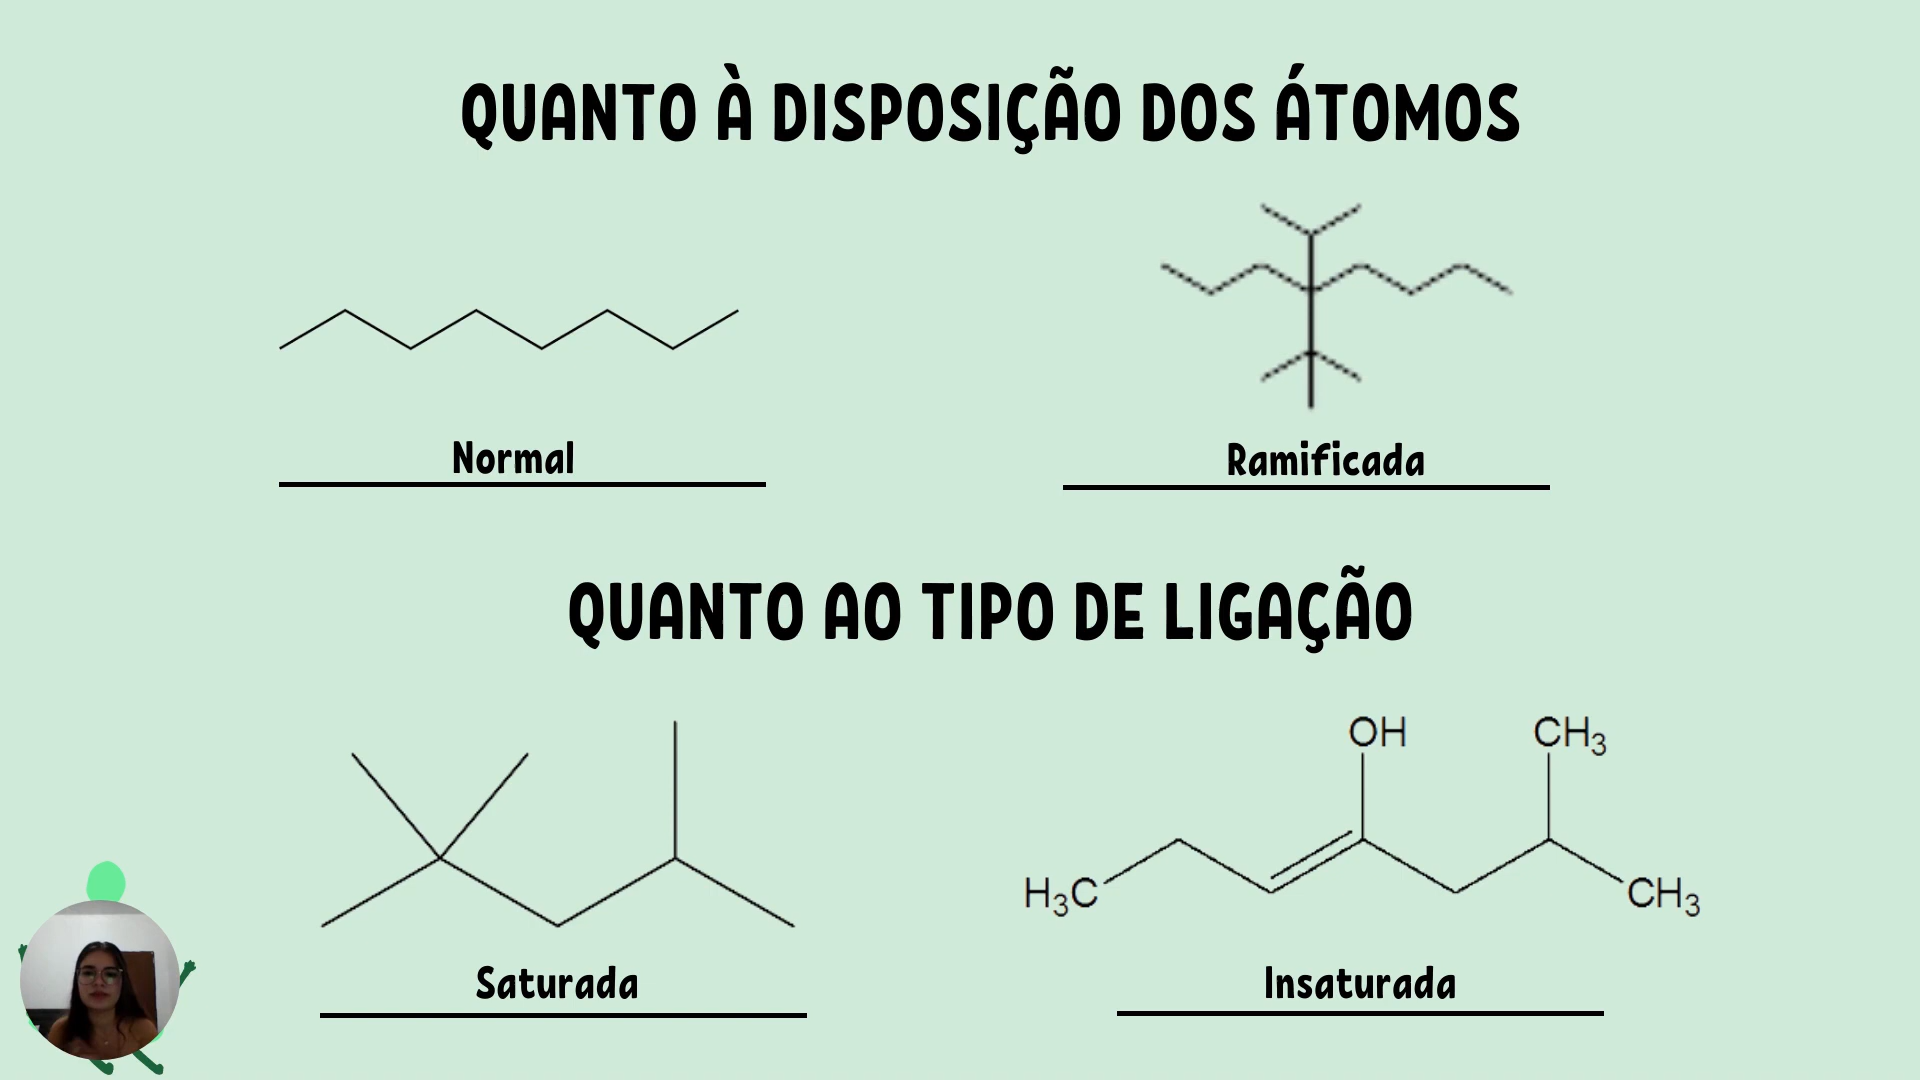 QUANTO À DISPOSIÇÃO DOS ÁTOMOS
Normal
Ramificada
QUANTO AO TIPO DE LIGAÇÃO
OH
CH₃
H₃C
CH₃
Saturada
Insaturada